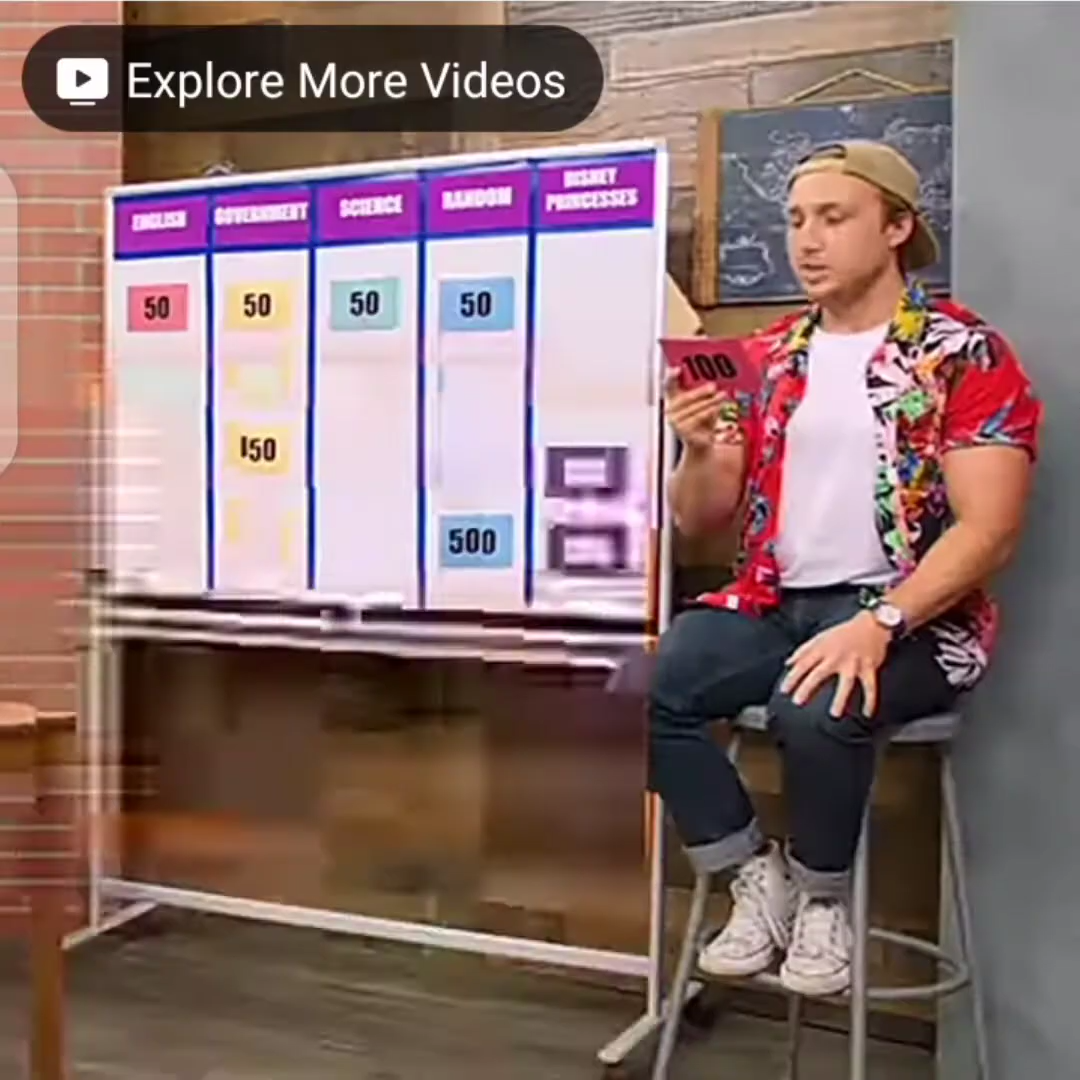 Explore More Videos
ENGLISH GOVERNMENT SCIENCE RANDOM DISNEY PRINCESSES
50 50 50 50
100
150
500